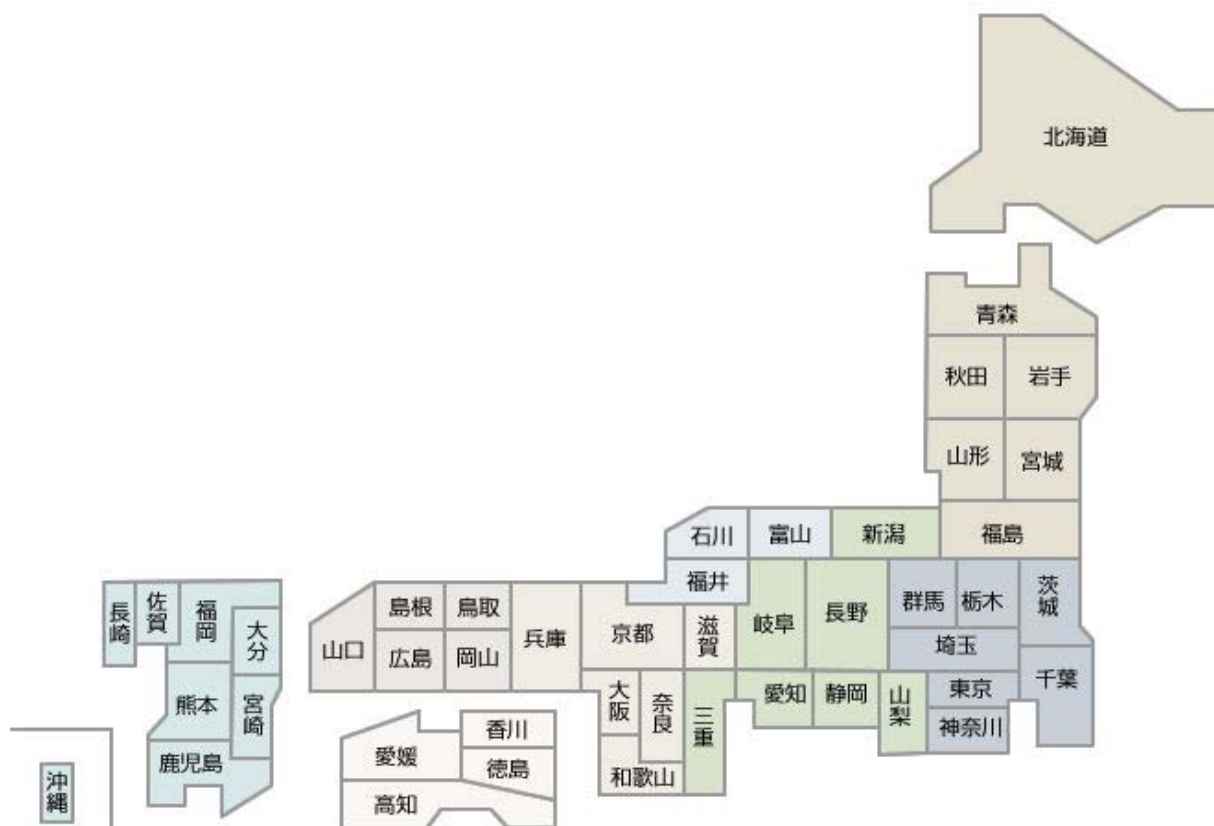 北海道
青森
秋田
岩手
山形
宮城
石川
富山
新潟
福島
福井
岐阜
長野
群馬
栃木
茨城
埼玉
千葉
東京
神奈川
山梨
静岡
愛知
三重
滋賀
京都
大阪
奈良
和歌山
兵庫
鳥取
島根
岡山
広島
山口
香川
徳島
愛媛
高知
福岡
佐賀
長崎
大分
熊本
宮崎
鹿児島
沖縄